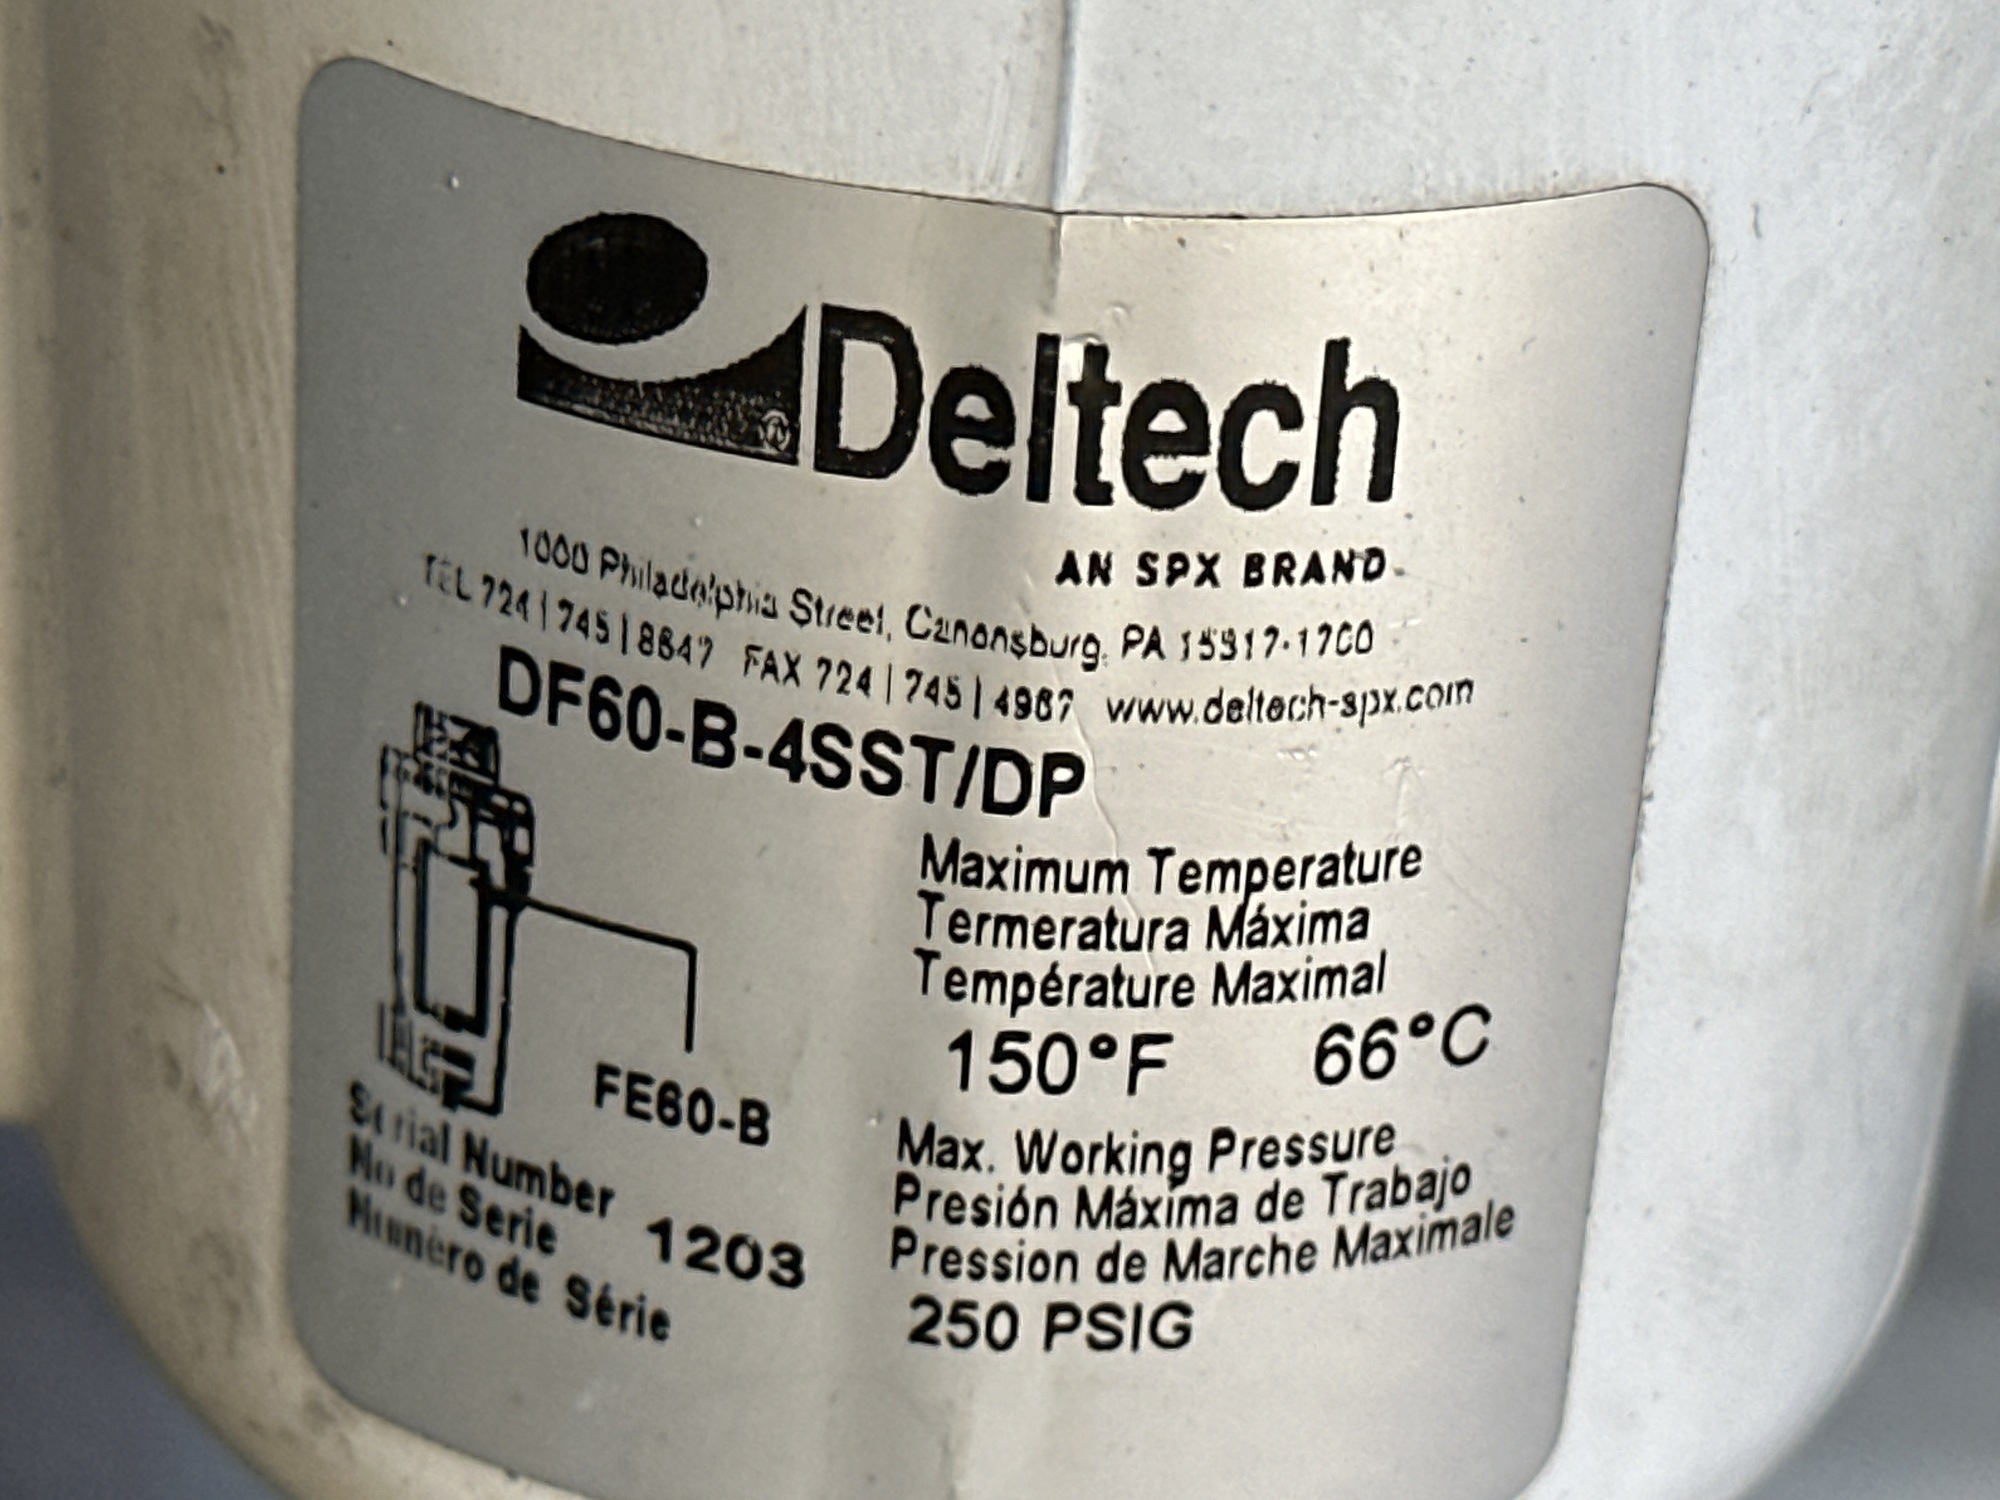 Deltech
AN SPX BRAND
1000 Philadelphia Street, Canonsburg, PA 15317-1700
TEL 724 | 745 | 8647 FAX 724 | 745 | 4967 www.deltech-spx.com
DF60-B-4SST/DP
Maximum Temperature
Termeratura Máxima
Température Maximal
150°F 66°C
FE60-B
Max. Working Pressure
Presión Máxima de Trabajo
Pression de Marche Maximale
250 PSIG
Serial Number
No de Serie
Numéro de Série
1203